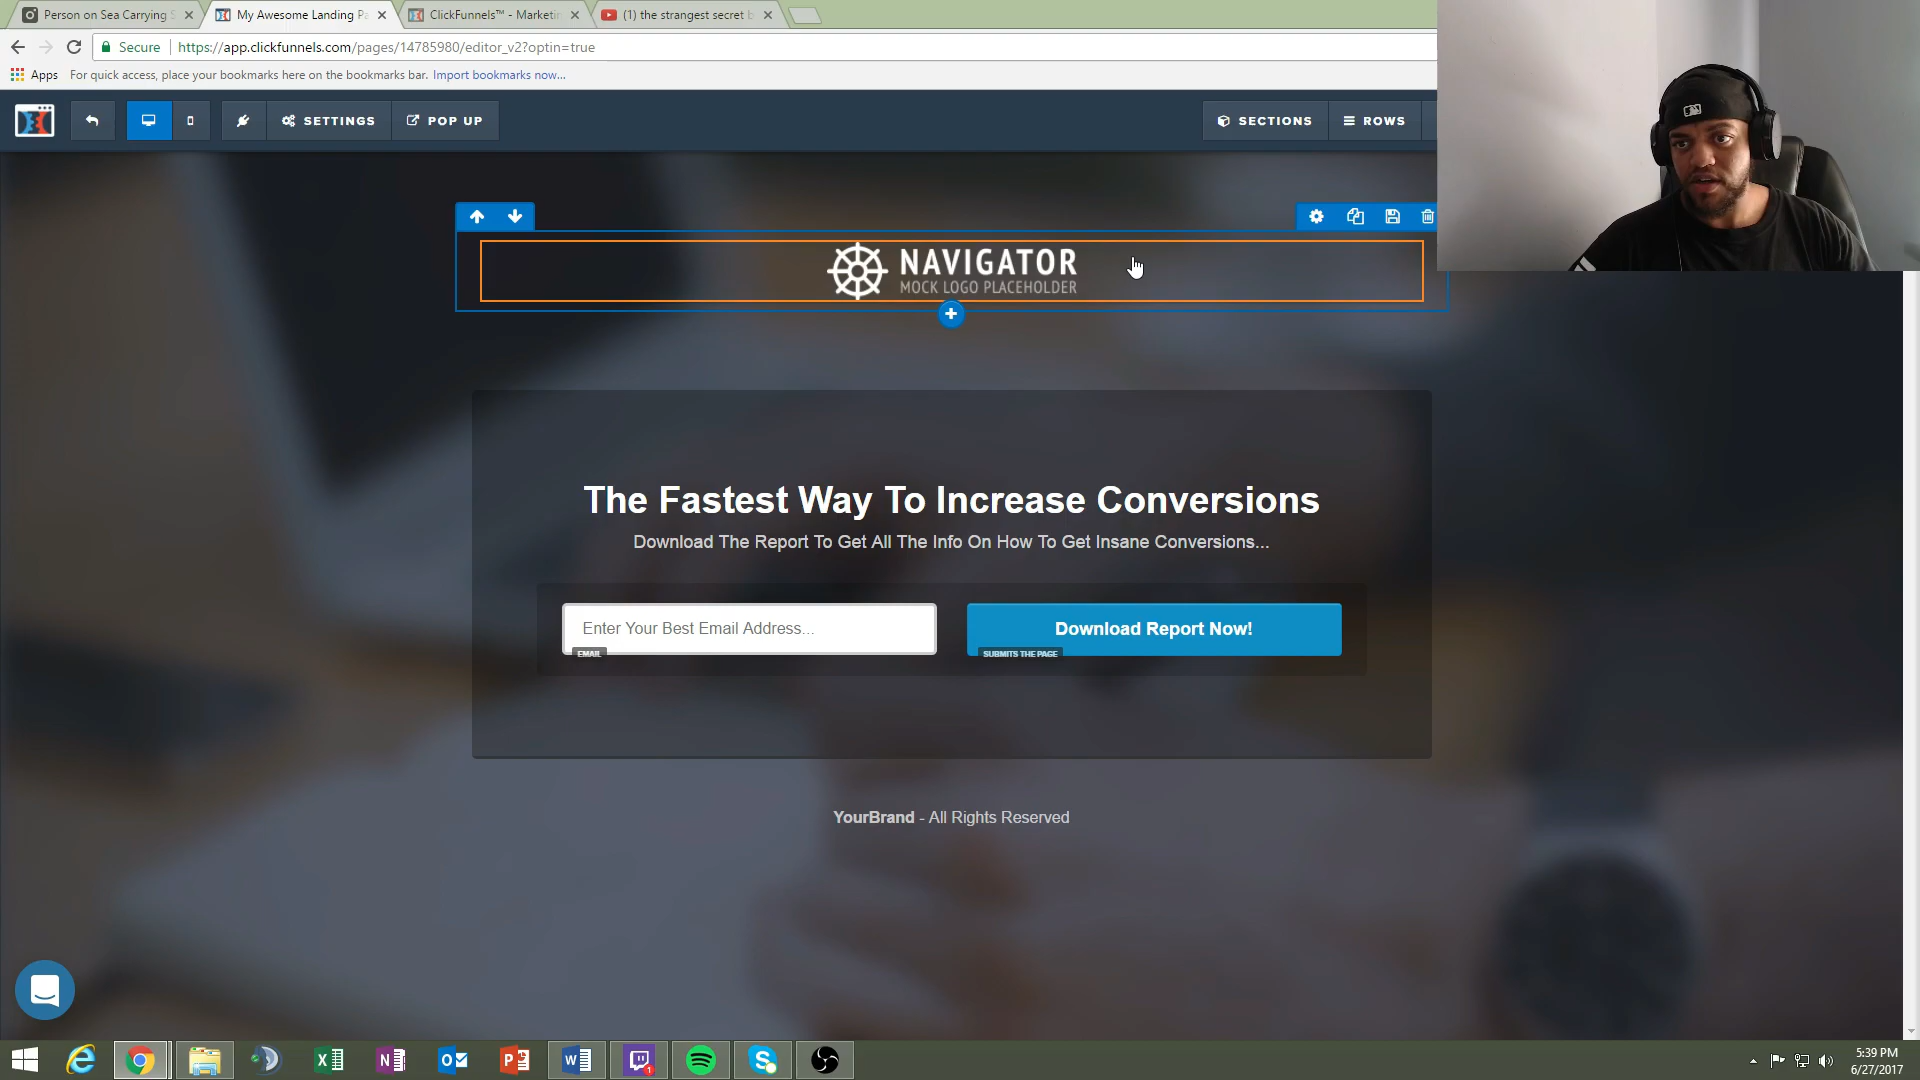 Person on Sea Carrying S
My Awesome Landing Pa
ClickFunnels™ - Marketin
(1) the strangest secret b
Secure
https://app.clickfunnels.com/pages/14785980/editor_v2?optin=true
Apps
For quick access, place your bookmarks here on the bookmarks bar. Import bookmarks now...
SETTINGS
POP UP
SECTIONS
ROWS
NAVIGATOR
MOCK LOGO PLACEHOLDER
The Fastest Way To Increase Conversions
Download The Report To Get All The Info On How To Get Insane Conversions...
Enter Your Best Email Address...
EMAIL
Download Report Now!
SUBMITS THE PAGE
YourBrand - All Rights Reserved
1
5:39 PM
6/27/2017